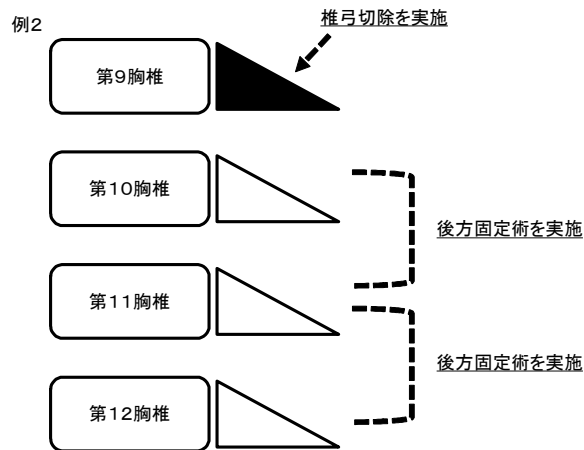 例２
椎弓切除を実施
第９胸椎
第１０胸椎
後方固定術を実施
第１１胸椎
後方固定術を実施
第１２胸椎